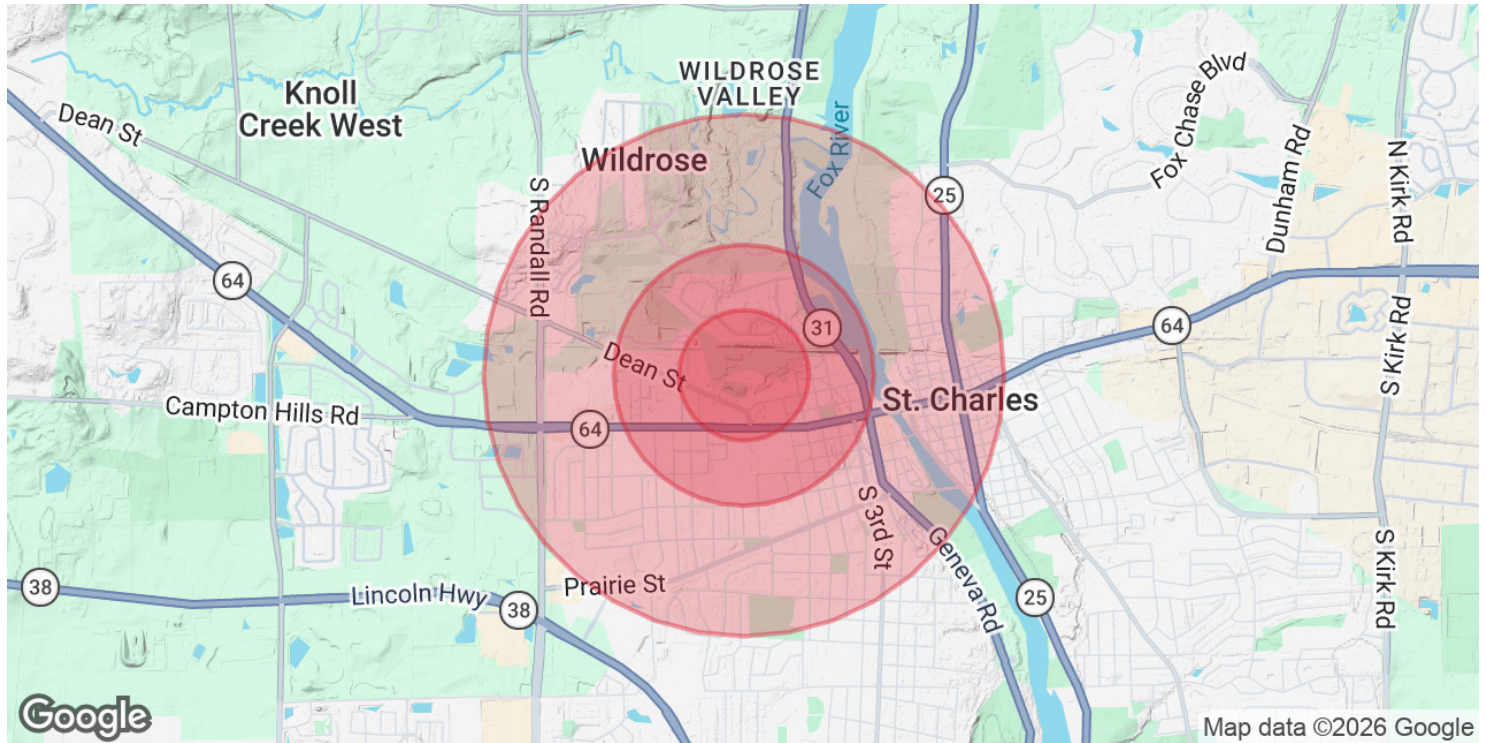 WILDROSE
VALLEY
Knoll
Creek West
Fox Chase Blvd
Dean St
Dunham Rd
N Kirk Rd
Wildrose
Fox River
25
S Randall Rd
64
31
64
S Kirk Rd
Dean St
St. Charles
Campton Hills Rd
64
S 3rd St
Geneva Rd
S Kirk Rd
38
Lincoln Hwy
38
Prairie St
25
Google
Map data ©2026 Google